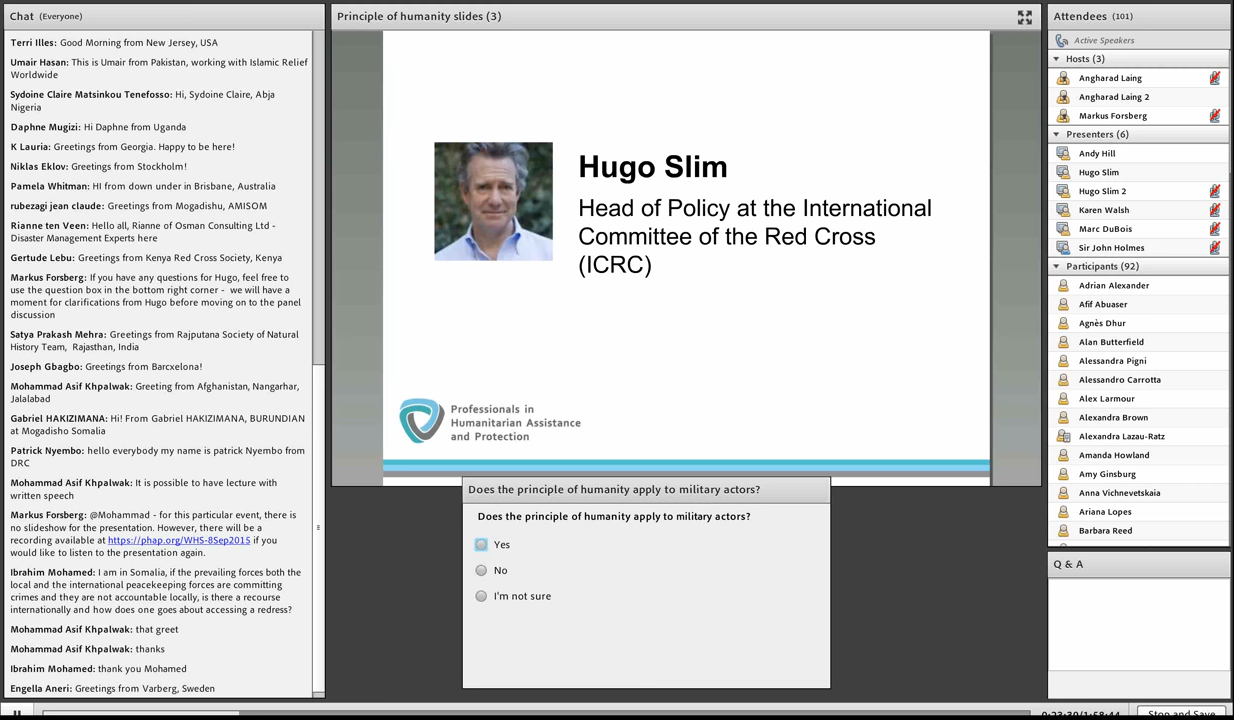 Chat (Everyone)
Terri Illes: Good Morning from New Jersey, USA
Umair Hasan: This is Umair from Pakistan, working with Islamic Relief
Worldwide
Sydoine Claire Matsinkou Tenefosso: Hi, Sydoine Claire, Abja
Nigeria
Daphne Mugizi: Hi Daphne from Uganda
K Lauria: Greetings from Georgia. Happy to be here!
Niklas Eklov: Greetings from Stockholm!
Pamela Whitman: HI from down under in Brisbane, Australia
rubezagi jean claude: Greetings from Mogadishu, AMISOM
Rianne ten Veen: Hello all, Rianne of Osman Consulting Ltd -
Disaster Management Experts here
Gertude Lebu: Greetings from Kenya Red Cross Society, Kenya
Markus Forsberg: If you have any questions for Hugo, feel free to
use the question box in the bottom right corner - we will have a
moment for clarifications from Hugo before moving on to the panel
discussion
Satya Prakash Mehra: Greetings from Rajputana Society of Natural
History Team, Rajasthan, India
Joseph Gbagbo: Greetings from Barcxelona!
Mohammad Asif Khpalwak: Greeting from Afghanistan, Nangarhar,
Jalalabad
Gabriel HAKIZIMANA: Hi! From Gabriel HAKIZIMANA, BURUNDIAN
at Mogadisho Somalia
Patrick Nyembo: hello everybody my name is patrick Nyembo from
DRC
Mohammad Asif Khpalwak: It is possible to have lecture with
written speech
Markus Forsberg: @Mohammad - for this particular event, there is
no slideshow for the presentation. However, there will be a
recording available at https://phap.org/WHS-8Sep2015 if you
would like to listen to the presentation again.
Ibrahim Mohamed: I am in Somalia, if the prevailing forces both the
local and the international peacekeeping forces are committing
crimes and they are not accountable locally, is there a recourse
internationally and how does one goes about accessing a redress?
Mohammad Asif Khpalwak: that greet
Mohammad Asif Khpalwak: thanks
Ibrahim Mohamed: thank you Mohamed
Engella Aneri: Greetings from Varberg, Sweden
Principle of humanity slides (3)
Hugo Slim
Head of Policy at the International
Committee of the Red Cross
(ICRC)
Professionals in
Humanitarian Assistance
and Protection
Does the principle of humanity apply to military actors?
Does the principle of humanity apply to military actors?
Yes
No
I'm not sure
Attendees (101)
Active Speakers
Hosts (3)
Angharad Laing
Angharad Laing 2
Markus Forsberg
Presenters (6)
Andy Hill
Hugo Slim
Hugo Slim 2
Karen Walsh
Marc DuBois
Sir John Holmes
Participants (92)
Adrian Alexander
Afif Abuaser
Agnès Dhur
Alan Butterfield
Alessandra Pigni
Alessandro Carrotta
Alex Larmour
Alexandra Brown
Alexandra Lazau-Ratz
Amanda Howland
Amy Ginsburg
Anna Vichnevetskaia
Ariana Lopes
Barbara Reed
Q & A
0:23:30/1:58:44
Stop and Save